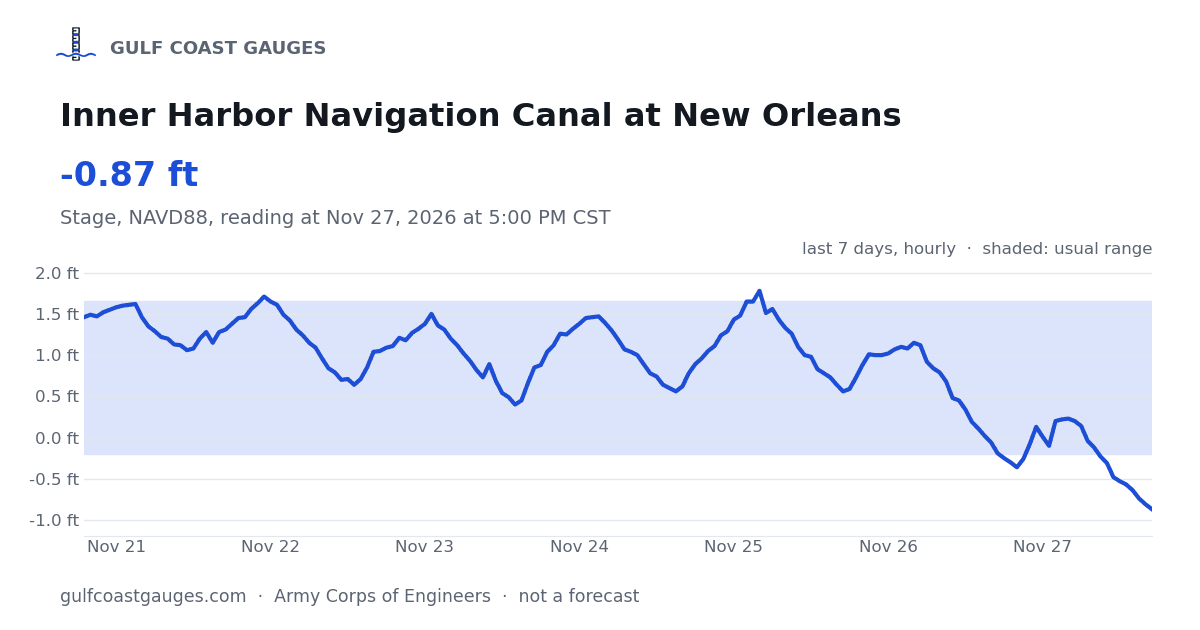 GULF COAST GAUGES
Inner Harbor Navigation Canal at New Orleans
-0.87 ft
Stage, NAVD88, reading at Nov 27, 2026 at 5:00 PM CST
last 7 days, hourly · shaded: usual range
2.0 ft
1.5 ft
1.0 ft
0.5 ft
0.0 ft
-0.5 ft
-1.0 ft
Nov 21 Nov 22 Nov 23 Nov 24 Nov 25 Nov 26 Nov 27
gulfcoastgauges.com · Army Corps of Engineers · not a forecast